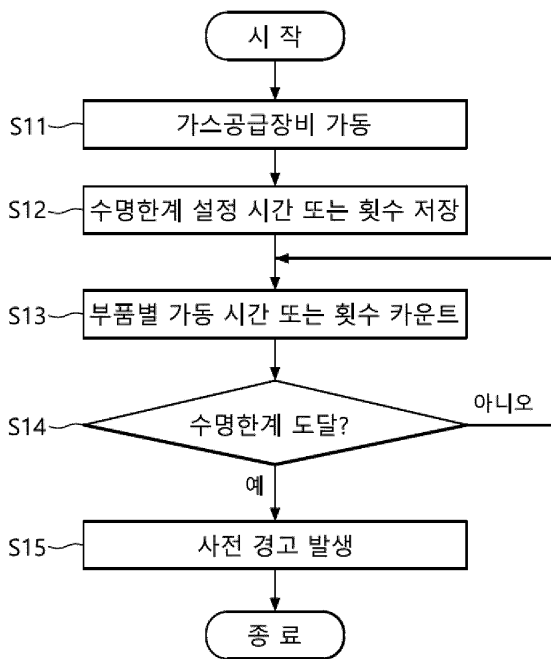 시 작
S11
가스공급장비 가동
S12
수명한계 설정 시간 또는 횟수 저장
S13
부품별 가동 시간 또는 횟수 카운트
S14
수명한계 도달?
아니오
예
S15
사전 경고 발생
종 료